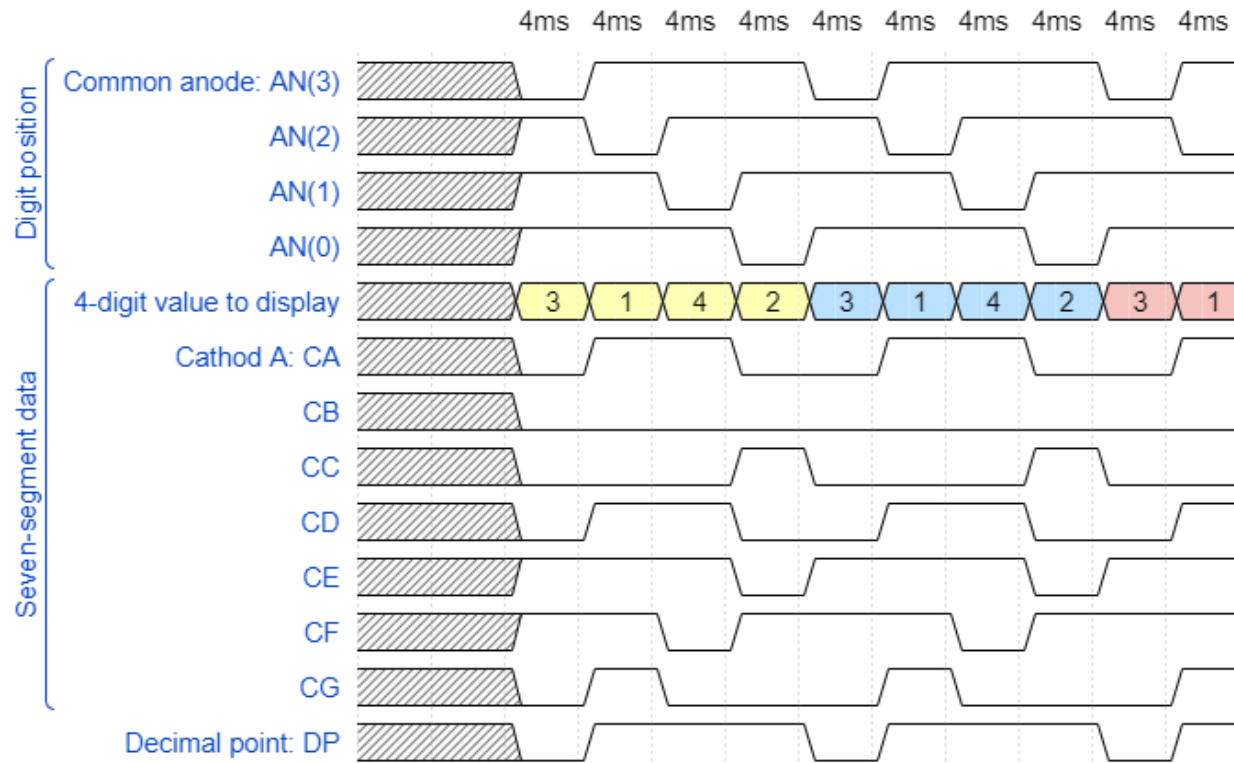 4ms 4ms 4ms 4ms 4ms 4ms 4ms 4ms 4ms 4ms
Digit position
Common anode: AN(3)
AN(2)
AN(1)
AN(0)
Seven-segment data
4-digit value to display 3 1 4 2 3 1 4 2 3 1
Cathod A: CA
CB
CC
CD
CE
CF
CG
Decimal point: DP